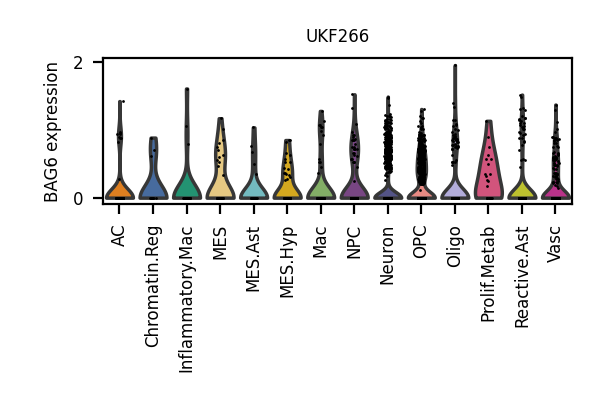 UKF266
BAG6 expression
2
0
AC
Chromatin.Reg
Inflammatory.Mac
MES
MES.Ast
MES.Hyp
Mac
NPC
Neuron
OPC
Oligo
Prolif.Metab
Reactive.Ast
Vasc